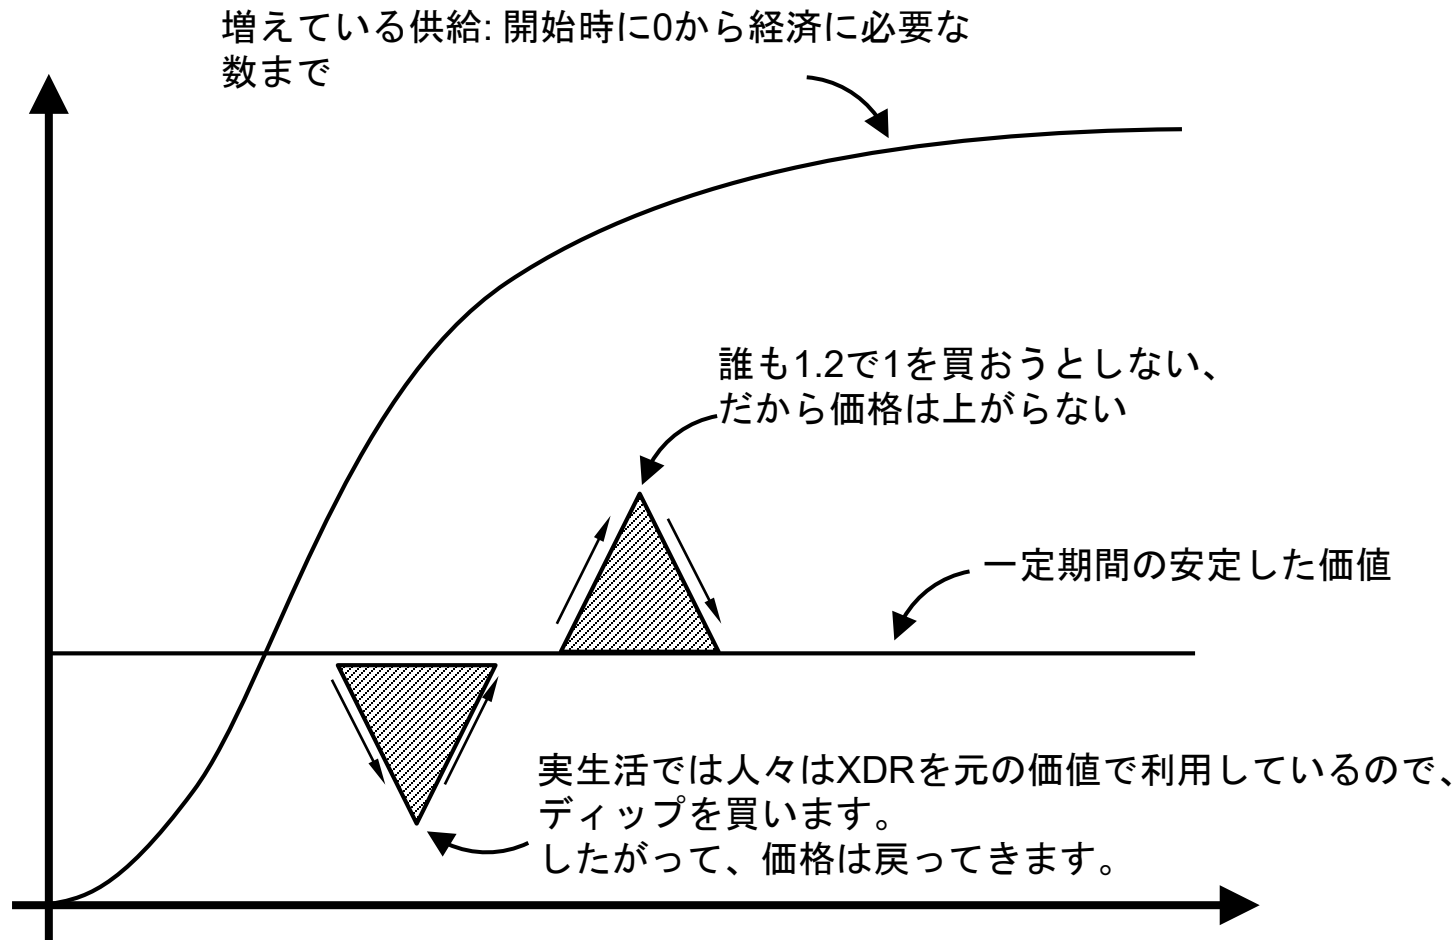 増えている供給: 開始時に0から経済に必要な
数まで
誰も1.2で1を買おうとしない、
だから価格は上がらない
一定期間の安定した価値
実生活では人々はXDRを元の価値で利用しているので、
ディップを買います。
したがって、価格は戻ってきます。